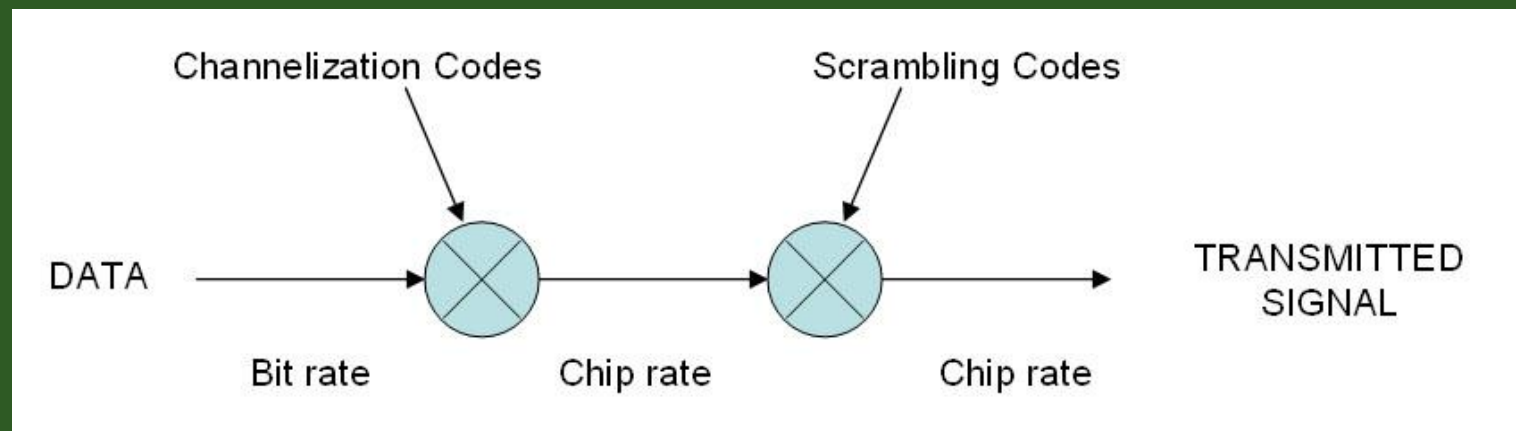 Channelization Codes
Scrambling Codes
DATA
TRANSMITTED
SIGNAL
Bit rate
Chip rate
Chip rate